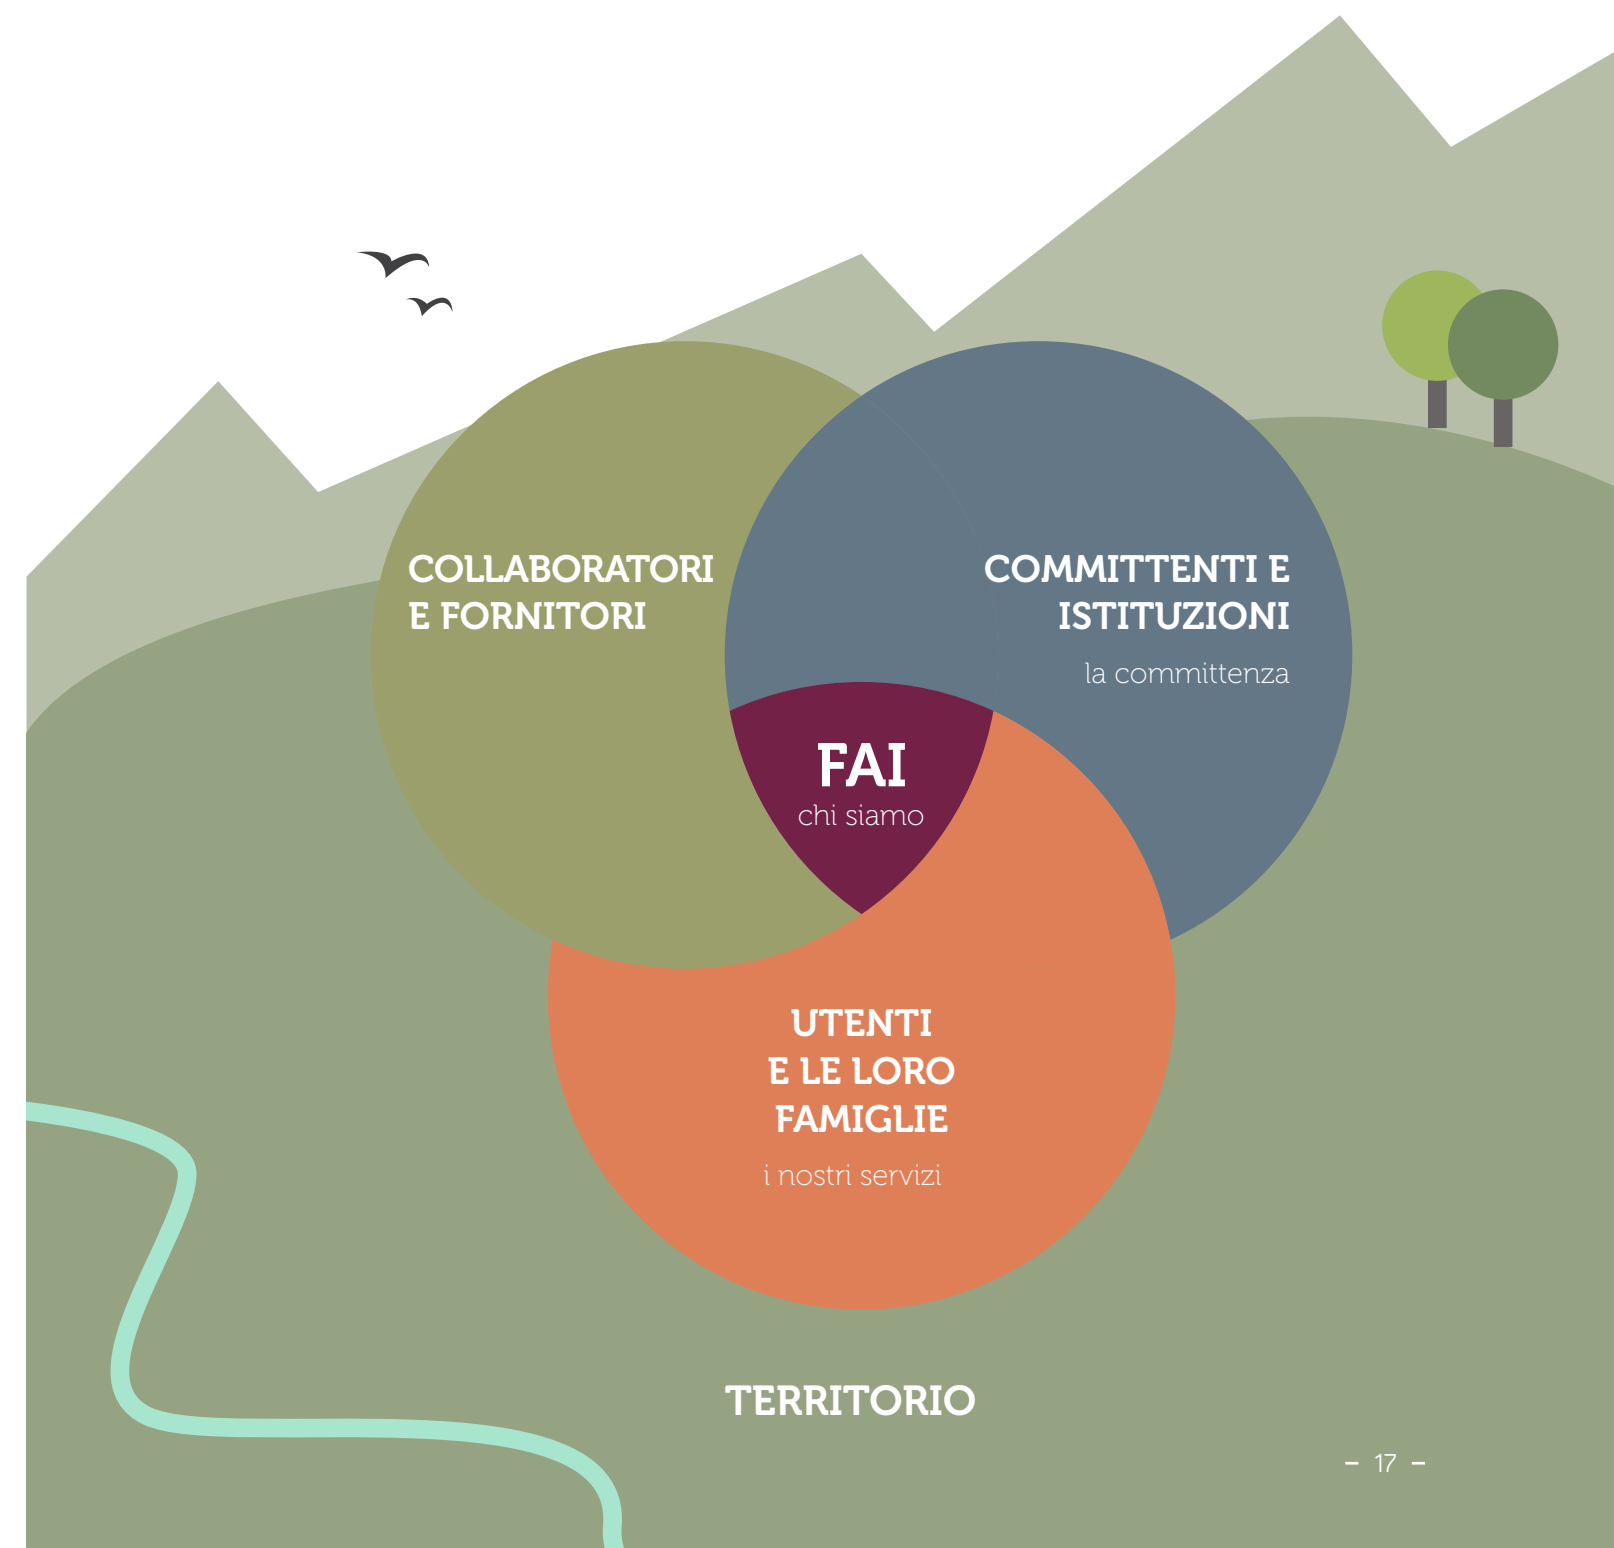 COLLABORATORI
E FORNITORI
COMMITTENTI E
ISTITUZIONI
la committenza
FAI
chi siamo
UTENTI
E LE LORO
FAMIGLIE
i nostri servizi
TERRITORIO
– 17 –